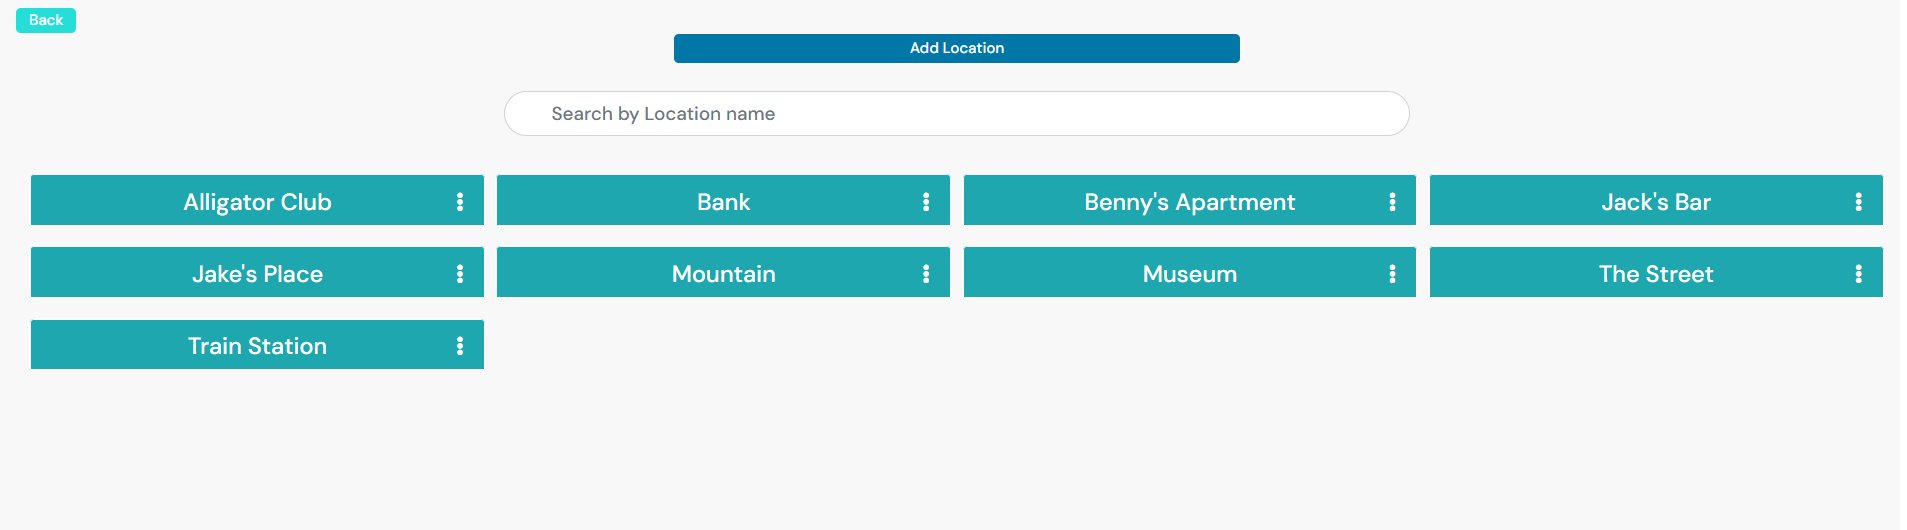 Back
Add Location
Search by Location name
Alligator Club
Bank
Benny's Apartment
Jack's Bar
Jake's Place
Mountain
Museum
The Street
Train Station